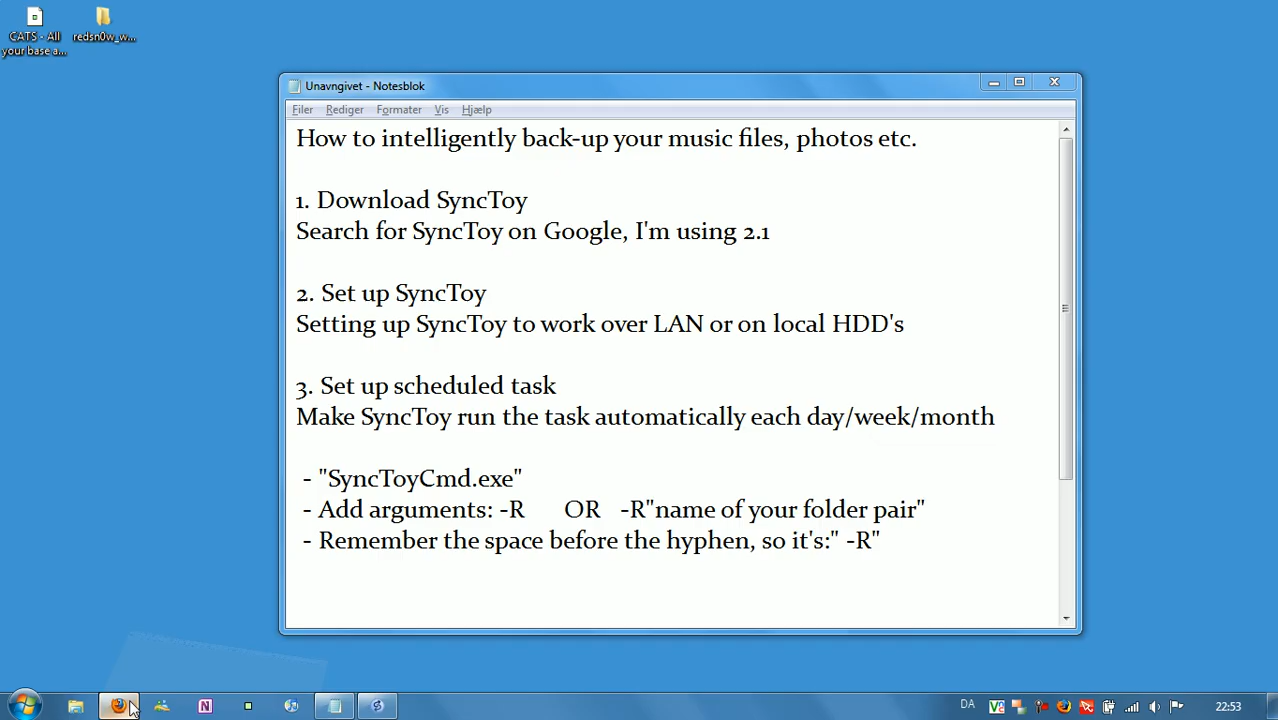 CATS - All
your base a...
redsn0w_w...
Unavngivet - Notesblok
Filer Rediger Formater Vis Hjælp
How to intelligently back-up your music files, photos etc.
1. Download SyncToy
Search for SyncToy on Google, I'm using 2.1
2. Set up SyncToy
Setting up SyncToy to work over LAN or on local HDD's
3. Set up scheduled task
Make SyncToy run the task automatically each day/week/month
- "SyncToyCmd.exe"
- Add arguments: -R OR -R"name of your folder pair"
- Remember the space before the hyphen, so it's:" -R"
DA
22:53